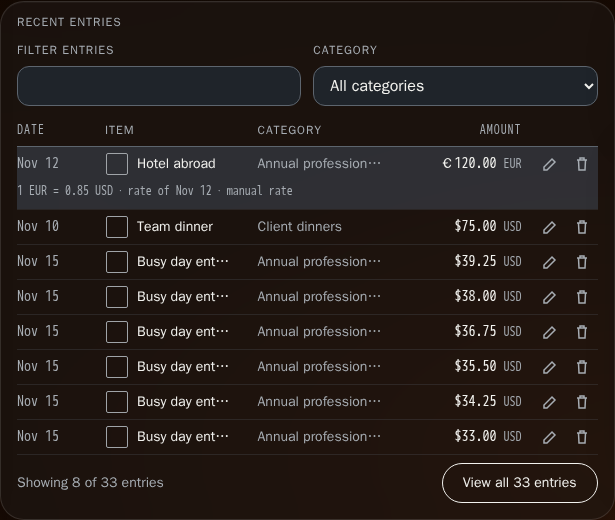 RECENT ENTRIES
FILTER ENTRIES CATEGORY
All categories
DATE ITEM CATEGORY AMOUNT
Nov 12 Hotel abroad Annual profession··· €120.00 EUR
1 EUR = 0.85 USD · rate of Nov 12 · manual rate
Nov 10 Team dinner Client dinners $75.00 USD
Nov 15 Busy day ent··· Annual profession··· $39.25 USD
Nov 15 Busy day ent··· Annual profession··· $38.00 USD
Nov 15 Busy day ent··· Annual profession··· $36.75 USD
Nov 15 Busy day ent··· Annual profession··· $35.50 USD
Nov 15 Busy day ent··· Annual profession··· $34.25 USD
Nov 15 Busy day ent··· Annual profession··· $33.00 USD
Showing 8 of 33 entries View all 33 entries